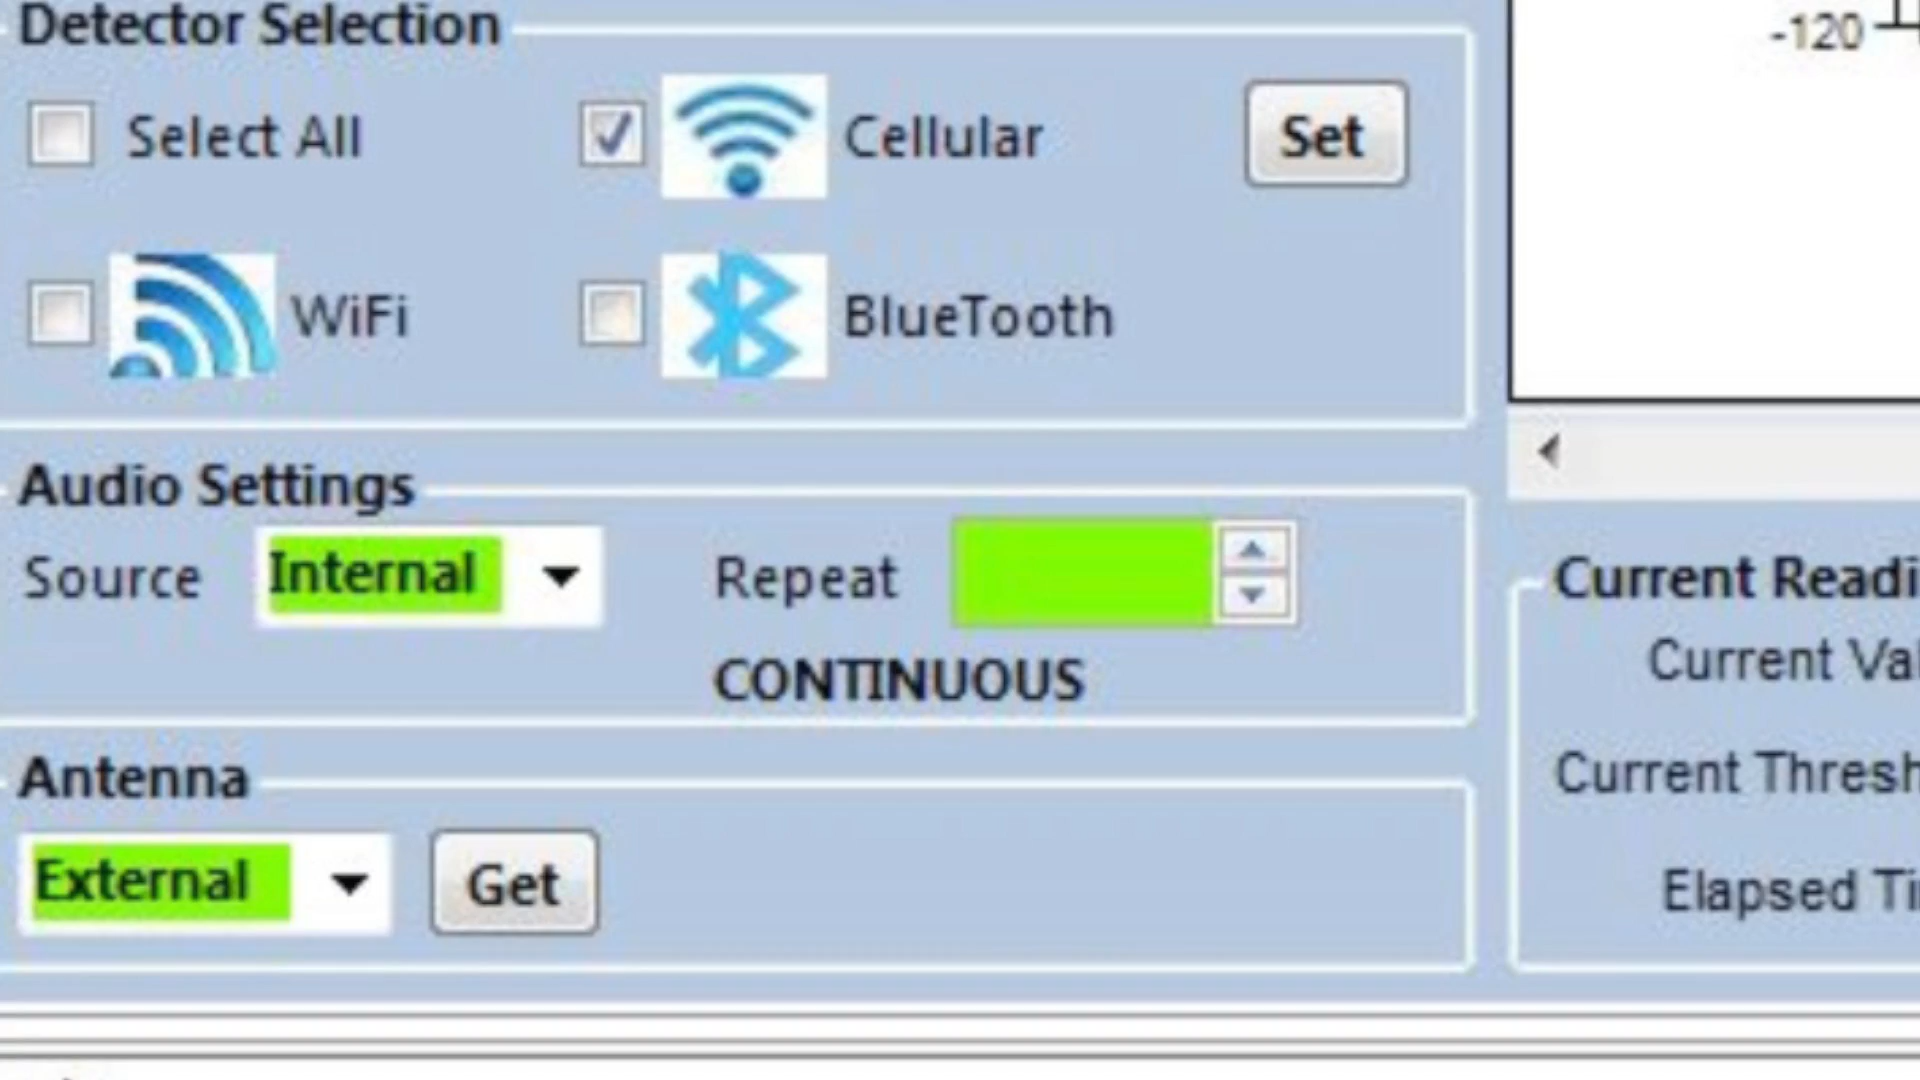 Detector Selection
-120
Select All
Cellular
Set
WiFi
BlueTooth
Audio Settings
Source
Internal
Repeat
CONTINUOUS
Antenna
External
Get
Current Readi
Current Val
Current Thresh
Elapsed Ti